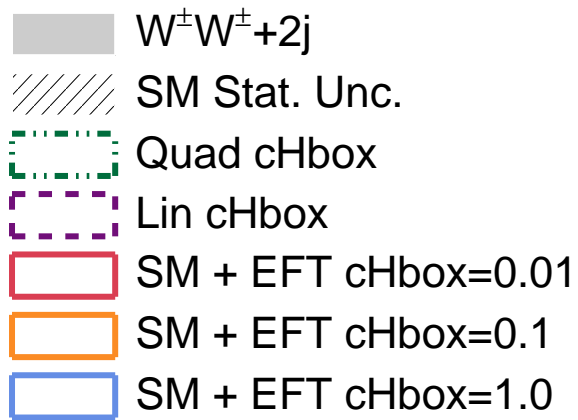 W±W±+2j
SM Stat. Unc.
Quad cHbox
Lin cHbox
SM + EFT cHbox=0.01
SM + EFT cHbox=0.1
SM + EFT cHbox=1.0